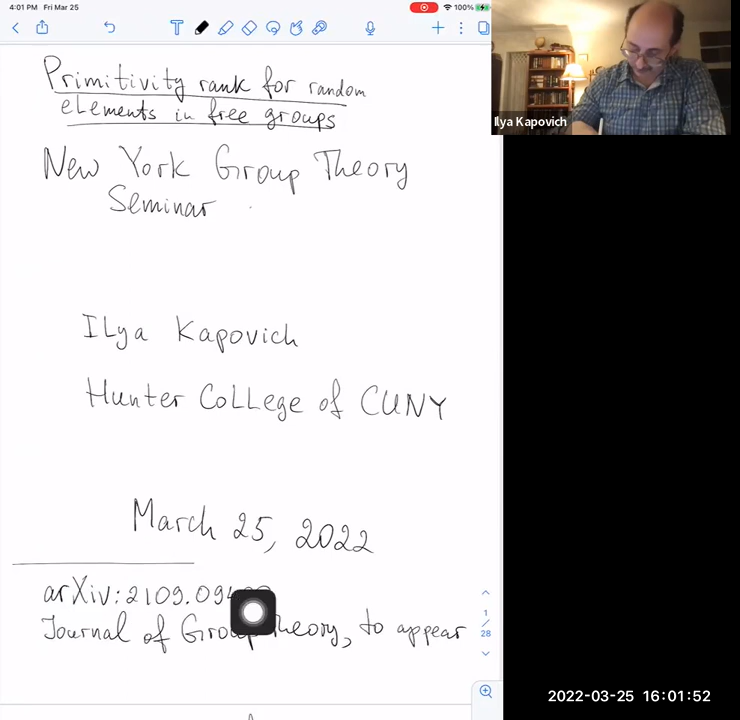 4:01 PM Fri Mar 25
100%
Primitivity rank for random
elements in free groups
New York Group Theory
Seminar
Ilya Kapovich
Hunter College of CUNY
March 25, 2022
arXiv:2109.09
Journal of Group Theory, to appear
1
28
Ilya Kapovich
2022-03-25 16:01:52